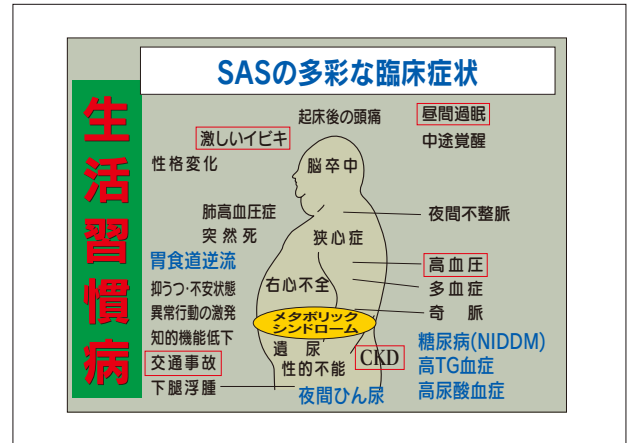 SASの多彩な臨床症状
生活習慣病
起床後の頭痛
昼間過眠
激しいイビキ
中途覚醒
性格変化
脳卒中
肺高血圧症
夜間不整脈
突然死
狭心症
胃食道逆流
高血圧
抑うつ・不安状態
右心不全
多血症
異常行動の激発
メタボリック
シンドローム
奇脈
知的機能低下
遺尿
糖尿病(NIDDM)
交通事故
性的不能
CKD
高TG血症
下腿浮腫
夜間ひん尿
高尿酸血症